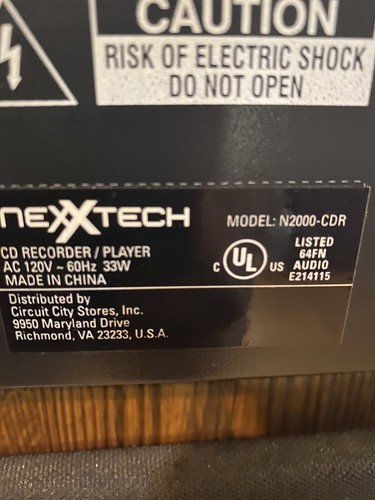 CAUTION
RISK OF ELECTRIC SHOCK
DO NOT OPEN
NEXXTECH
MODEL: N2000-CDR
CD RECORDER / PLAYER
AC 120V ~ 60Hz 33W
MADE IN CHINA
C UL US
LISTED
64FN
AUDIO
E214115
Distributed by
Circuit City Stores, Inc.
9950 Maryland Drive
Richmond, VA 23233, U.S.A.